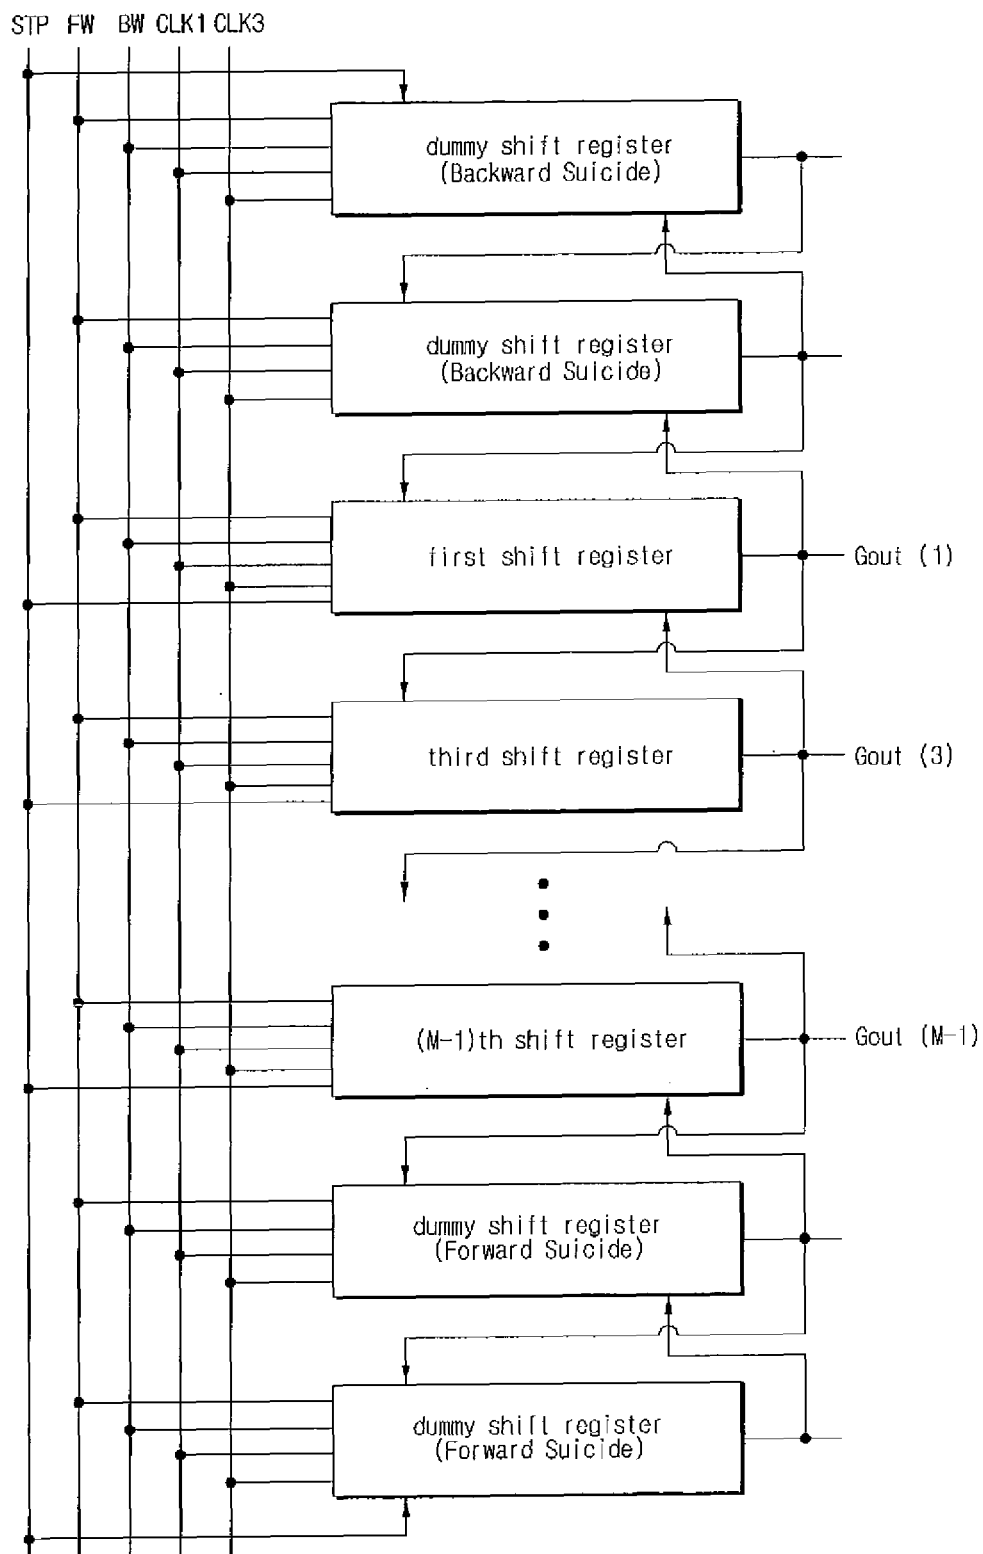 STP FW BW CLK1 CLK3
dummy shift register
(Backward Suicide)
dummy shift register
(Backward Suicide)
first shift register
Gout (1)
third shift register
Gout (3)
(M-1)th shift register
Gout (M-1)
dummy shift register
(Forward Suicide)
dummy shift register
(Forward Suicide)